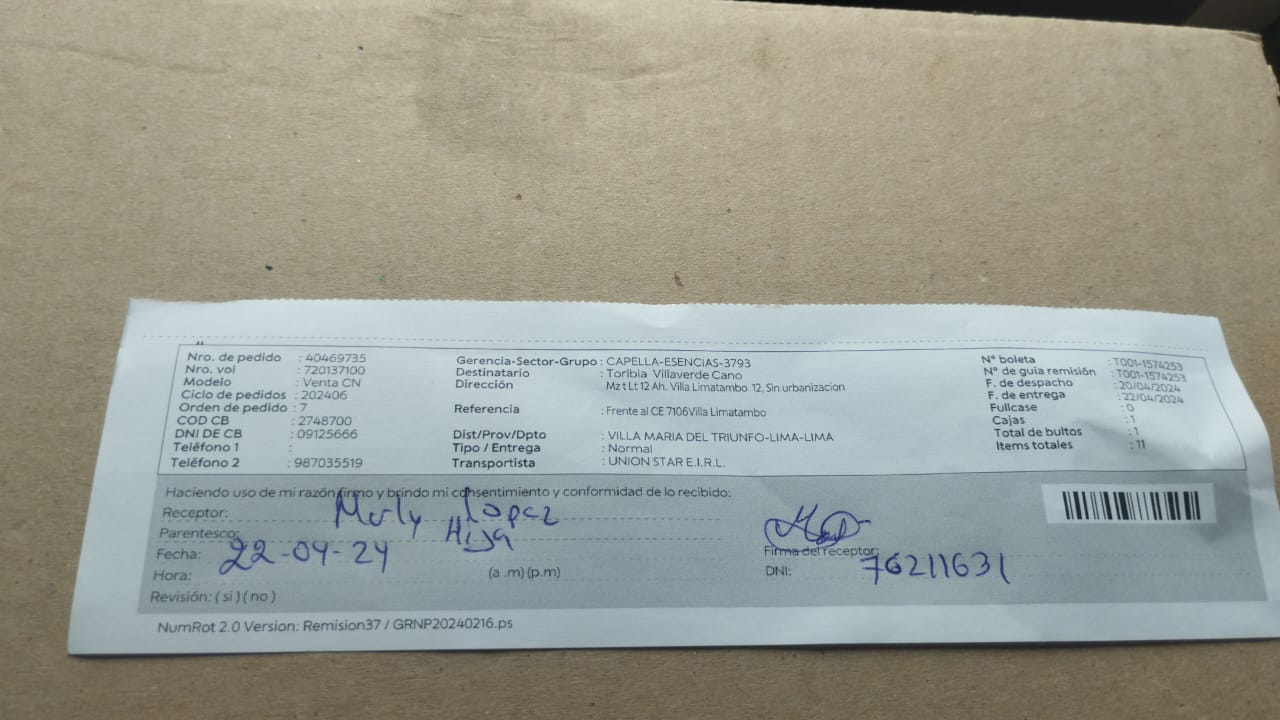 Nro. de pedido : 40469735
Nro. vol : 720137100
Modelo : Venta CN
Ciclo de pedidos : 202406
Orden de pedido : 7
COD CB : 2748700
DNI DE CB : 09125666
Teléfono 1 :
Teléfono 2 : 987035519
Gerencia-Sector-Grupo : CAPELLA-ESENCIAS-3793
Destinatario : Toribia Villaverde Cano
Dirección Mz t Lt 12 Ah. Villa Limatambo 12, Sin urbanizacion
Referencia : Frente al CE 7106Villa Limatambo
Dist/Prov/Dpto : VILLA MARIA DEL TRIUNFO-LIMA-LIMA
Tipo / Entrega : Normal
Transportista : UNION STAR E.I.R.L.
Nº boleta : T001-1574253
Nº de guía remisión : T001-1574253
F. de despacho : 20/04/2024
F. de entrega : 22/04/2024
Fullcase : 0
Cajas : 1
Total de bultos : 1
Items totales : 11
Haciendo uso de mi razón firmo y brindo mi consentimiento y conformidad de lo recibido:
Receptor: Lopez
Parentesco: Hija
Fecha: 22-04-24
Hora: (a .m) (p.m)
Revisión: ( si ) ( no )
Firma del receptor:
DNI: 76211631
NumRot 2.0 Version: Remision37 / GRNP20240216.ps